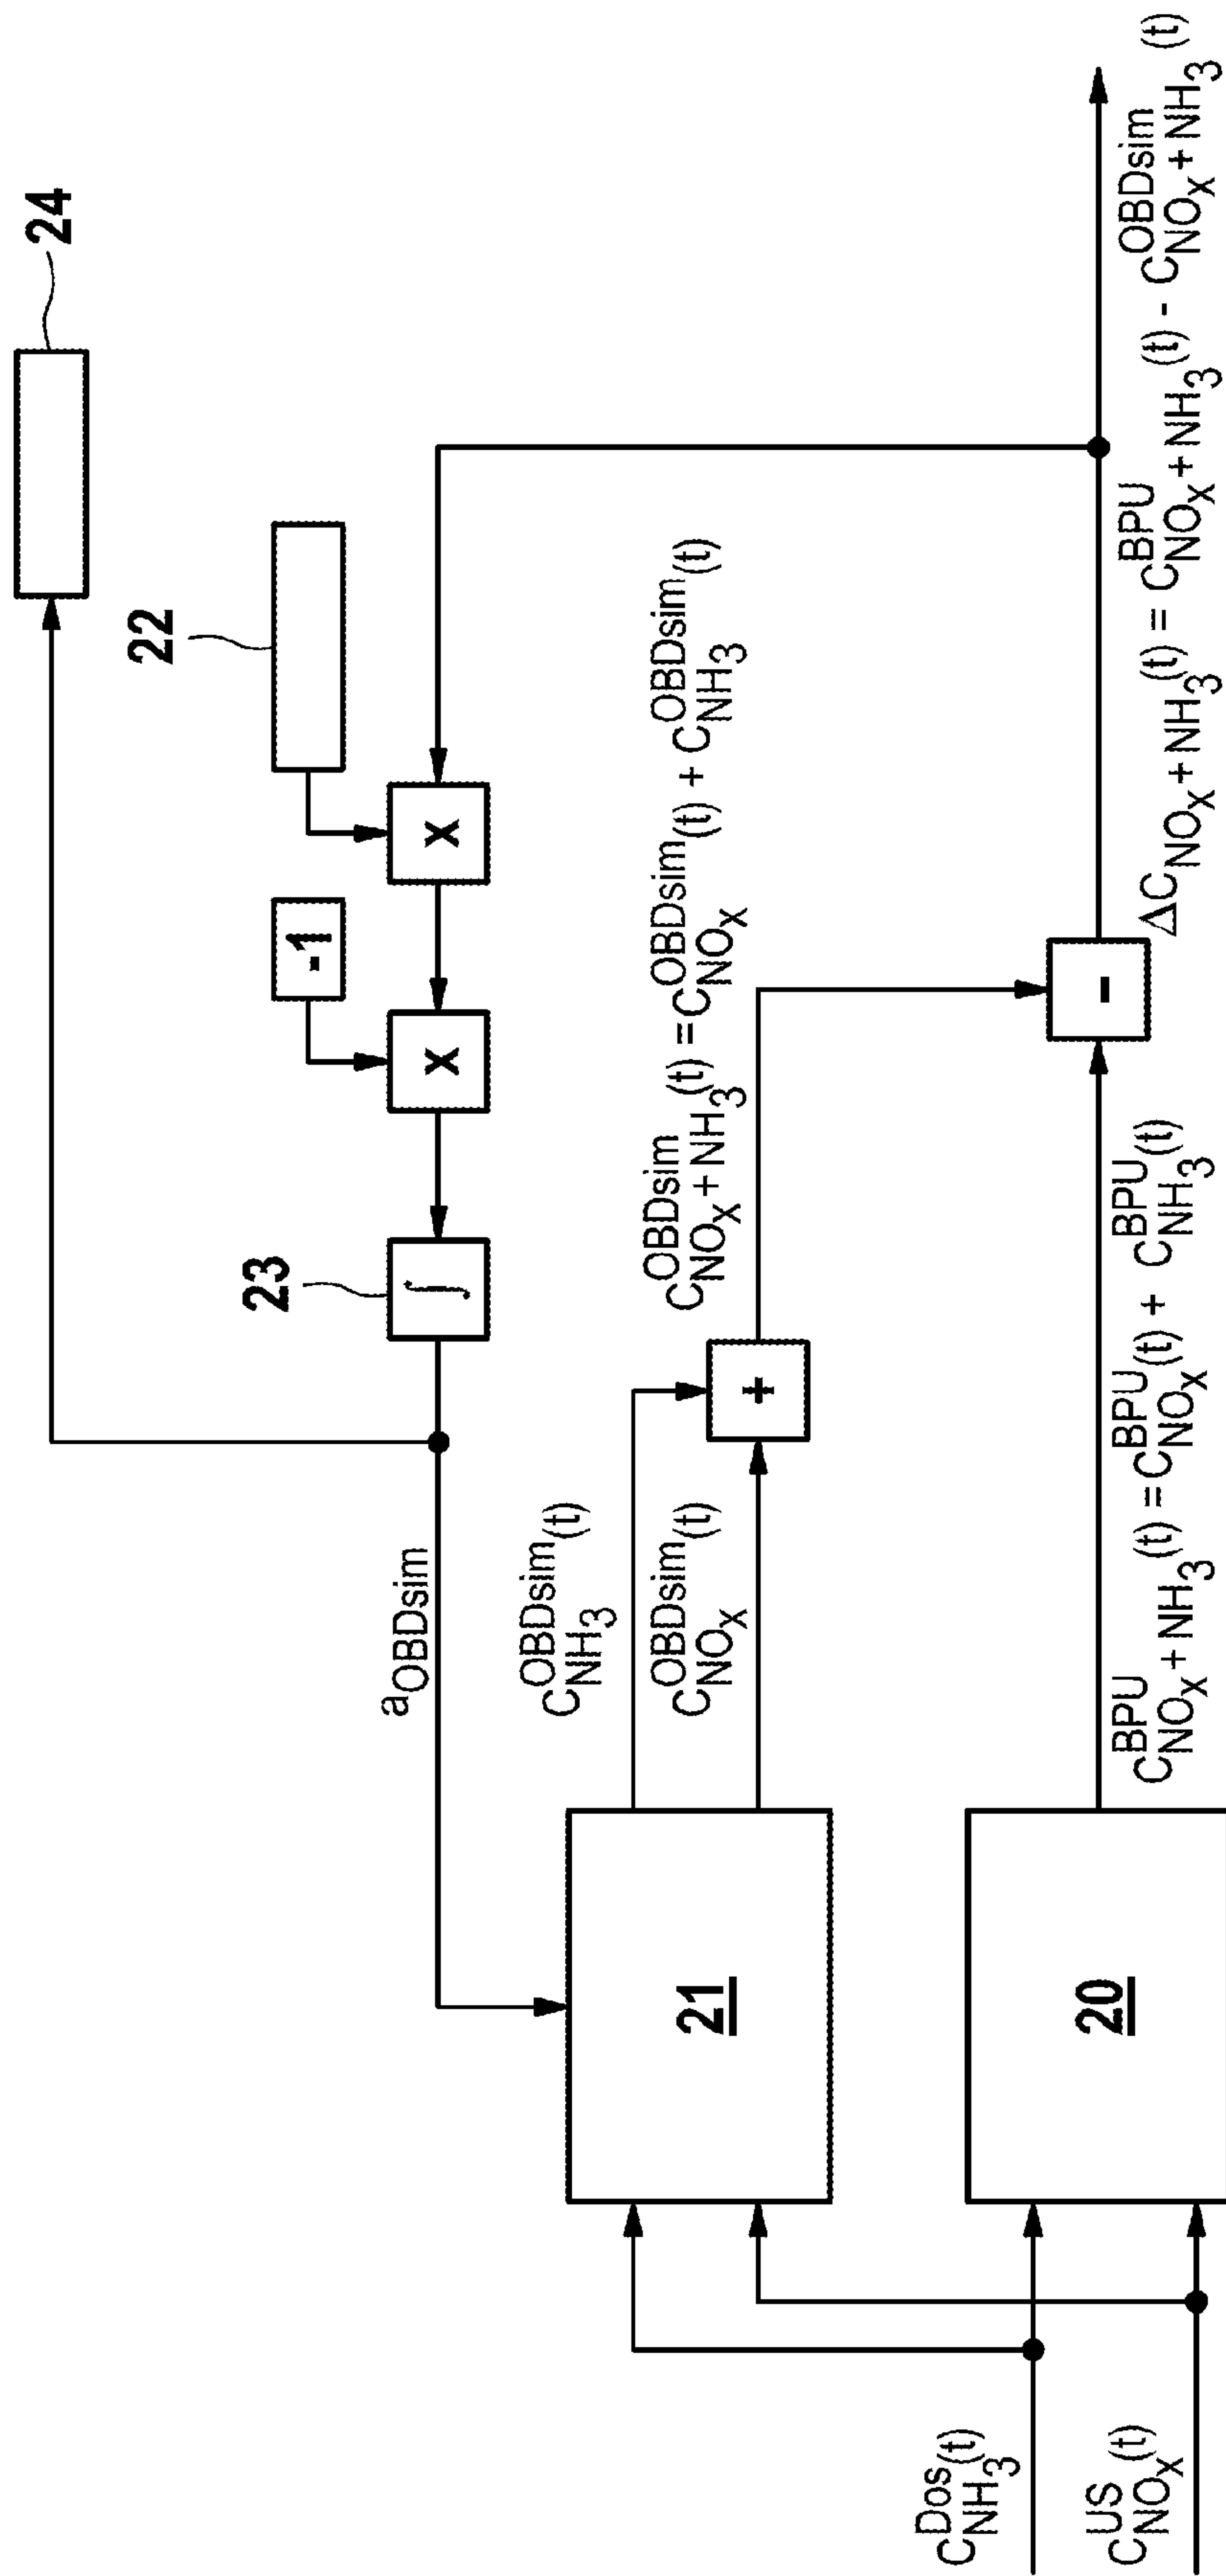 24
22
-1
X
X
23
∫
a_OBDsim
C_NH₃^OBDsim(t)
C_NOₓ^OBDsim(t)
+
C_NOₓ+NH₃^OBDsim(t) = C_NOₓ^OBDsim(t) + C_NH₃^OBDsim(t)
21
20
-
C_NOₓ+NH₃^BPU(t) = C_NOₓ^BPU(t) + C_NH₃^BPU(t)
ΔC_NOₓ+NH₃(t) = C_NOₓ+NH₃^BPU(t) - C_NOₓ+NH₃^OBDsim(t)
C_NH₃^Dos(t)
C_NOₓ^US(t)